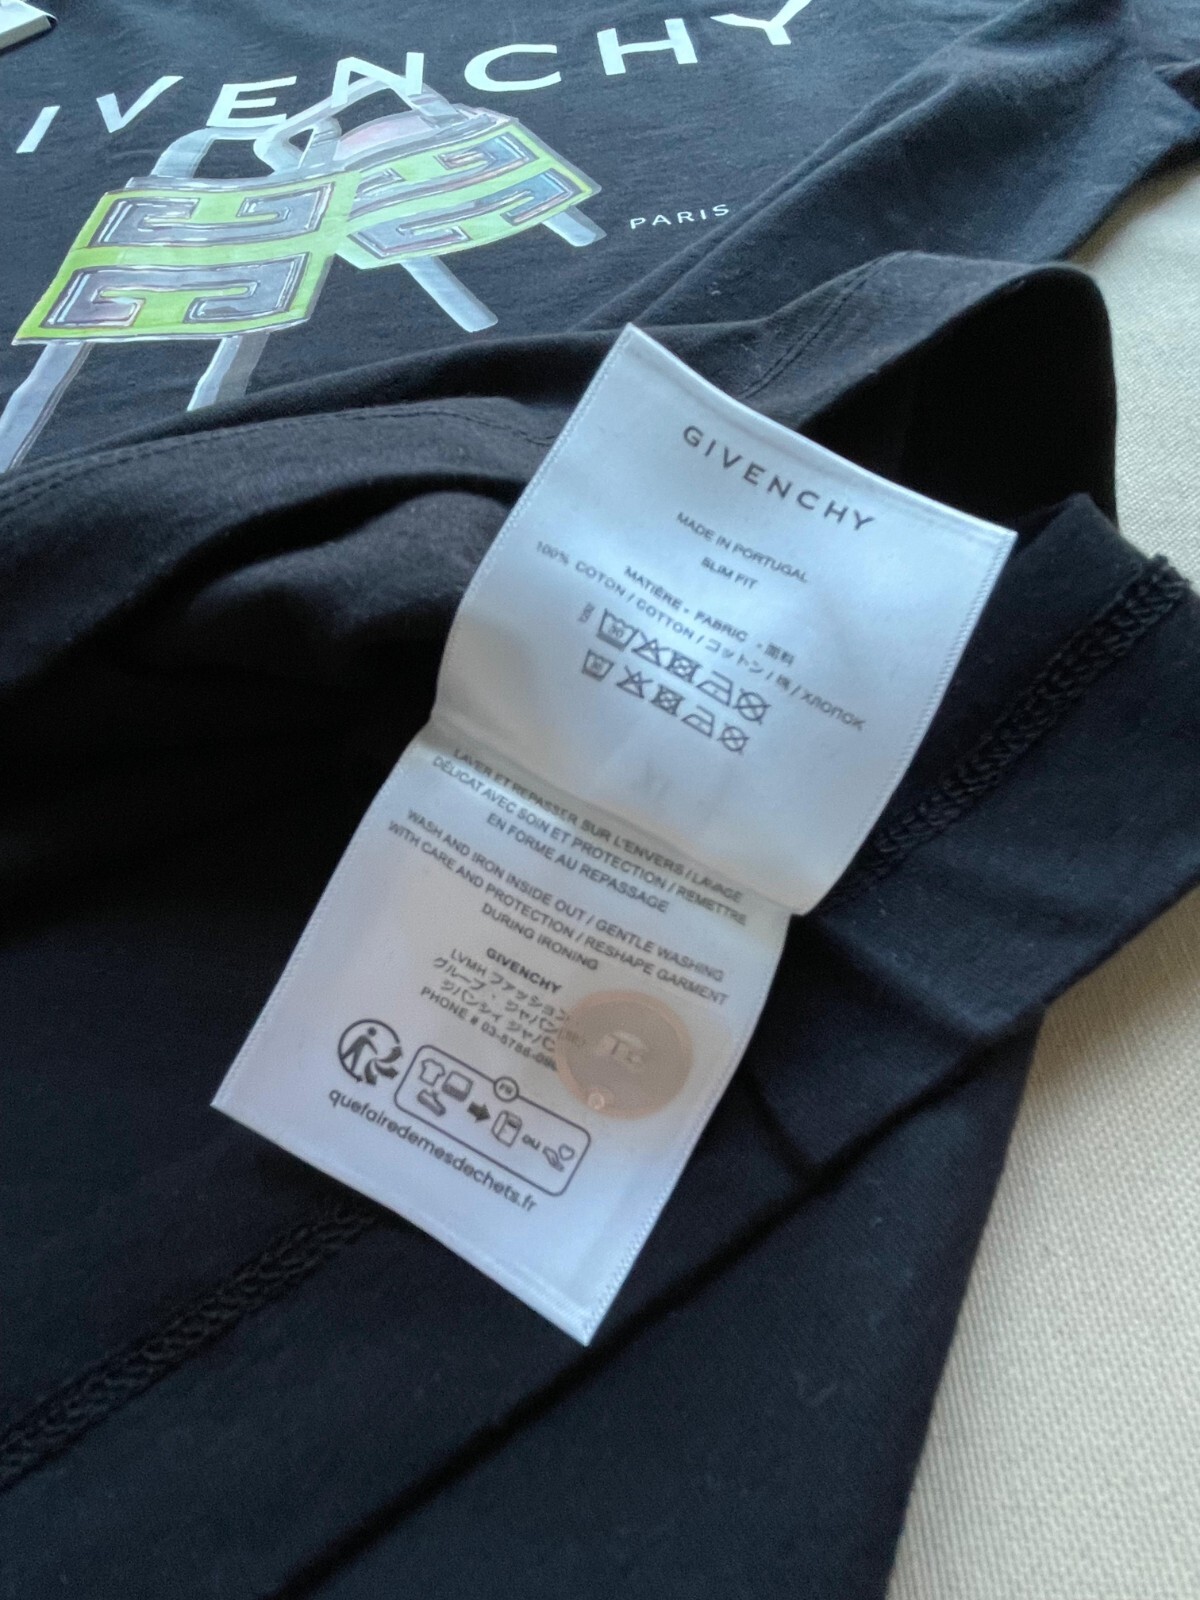 IVENCHY
PARIS
GIVENCHY
MADE IN PORTUGAL
SLIM FIT
MATIÈRE - FABRIC - 面料
100% COTON / COTTON / コットン / 棉 / ХЛОПОК
30
30
LAVER ET REPASSER SUR L'ENVERS / LAVAGE
DÉLICAT AVEC SOIN ET PROTECTION / REMETTRE
EN FORME AU REPASSAGE
WASH AND IRON INSIDE OUT / GENTLE WASHING
WITH CARE AND PROTECTION / RESHAPE GARMENT
DURING IRONING
GIVENCHY
LVMH ファッション
グループ・ジャパン
ジバンシィ ジャパン
PHONE # 03-5786-
FR
ou
quefairedemesdechets.fr